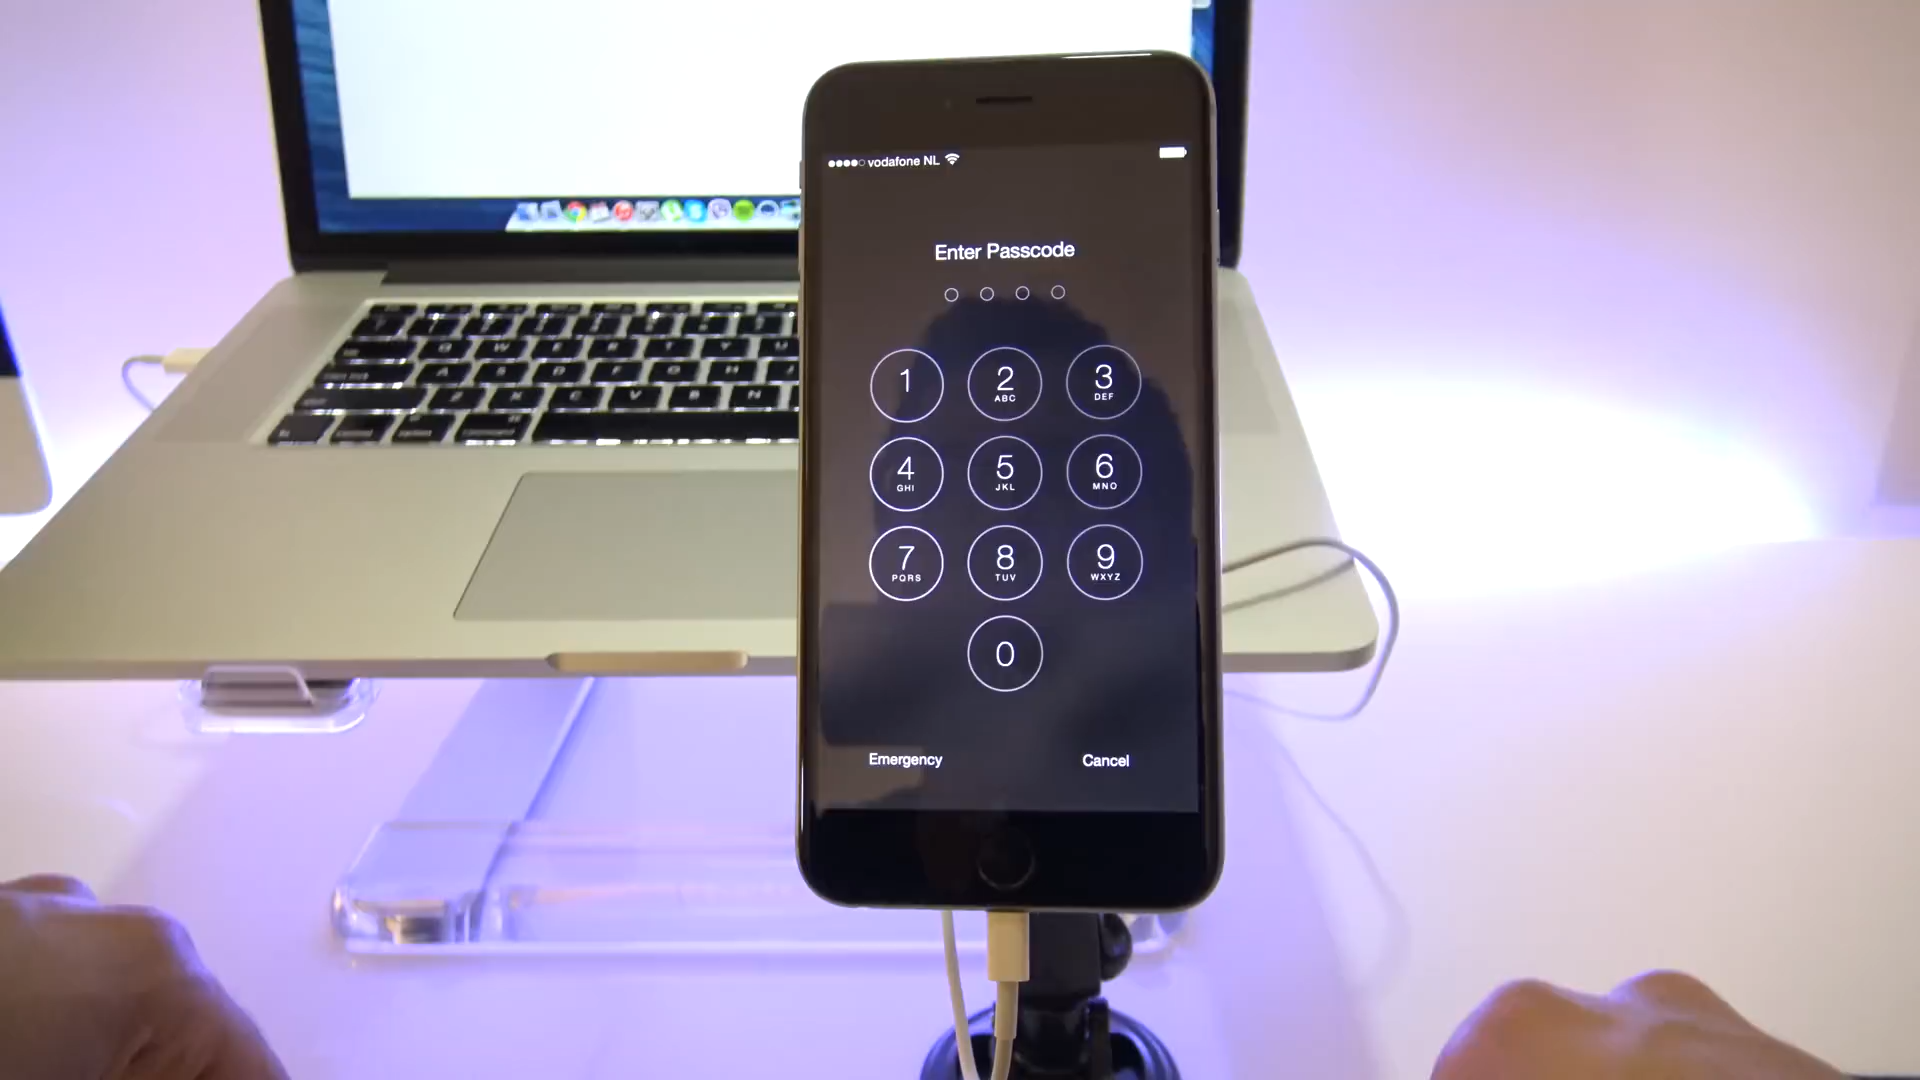 vodafone NL
Enter Passcode
1 2 3
ABC DEF
4 5 6
GHI JKL MNO
7 8 9
PQRS TUV WXYZ
0
Emergency Cancel
Q W E R T Y U
A S D F G H J
Z X C V B N